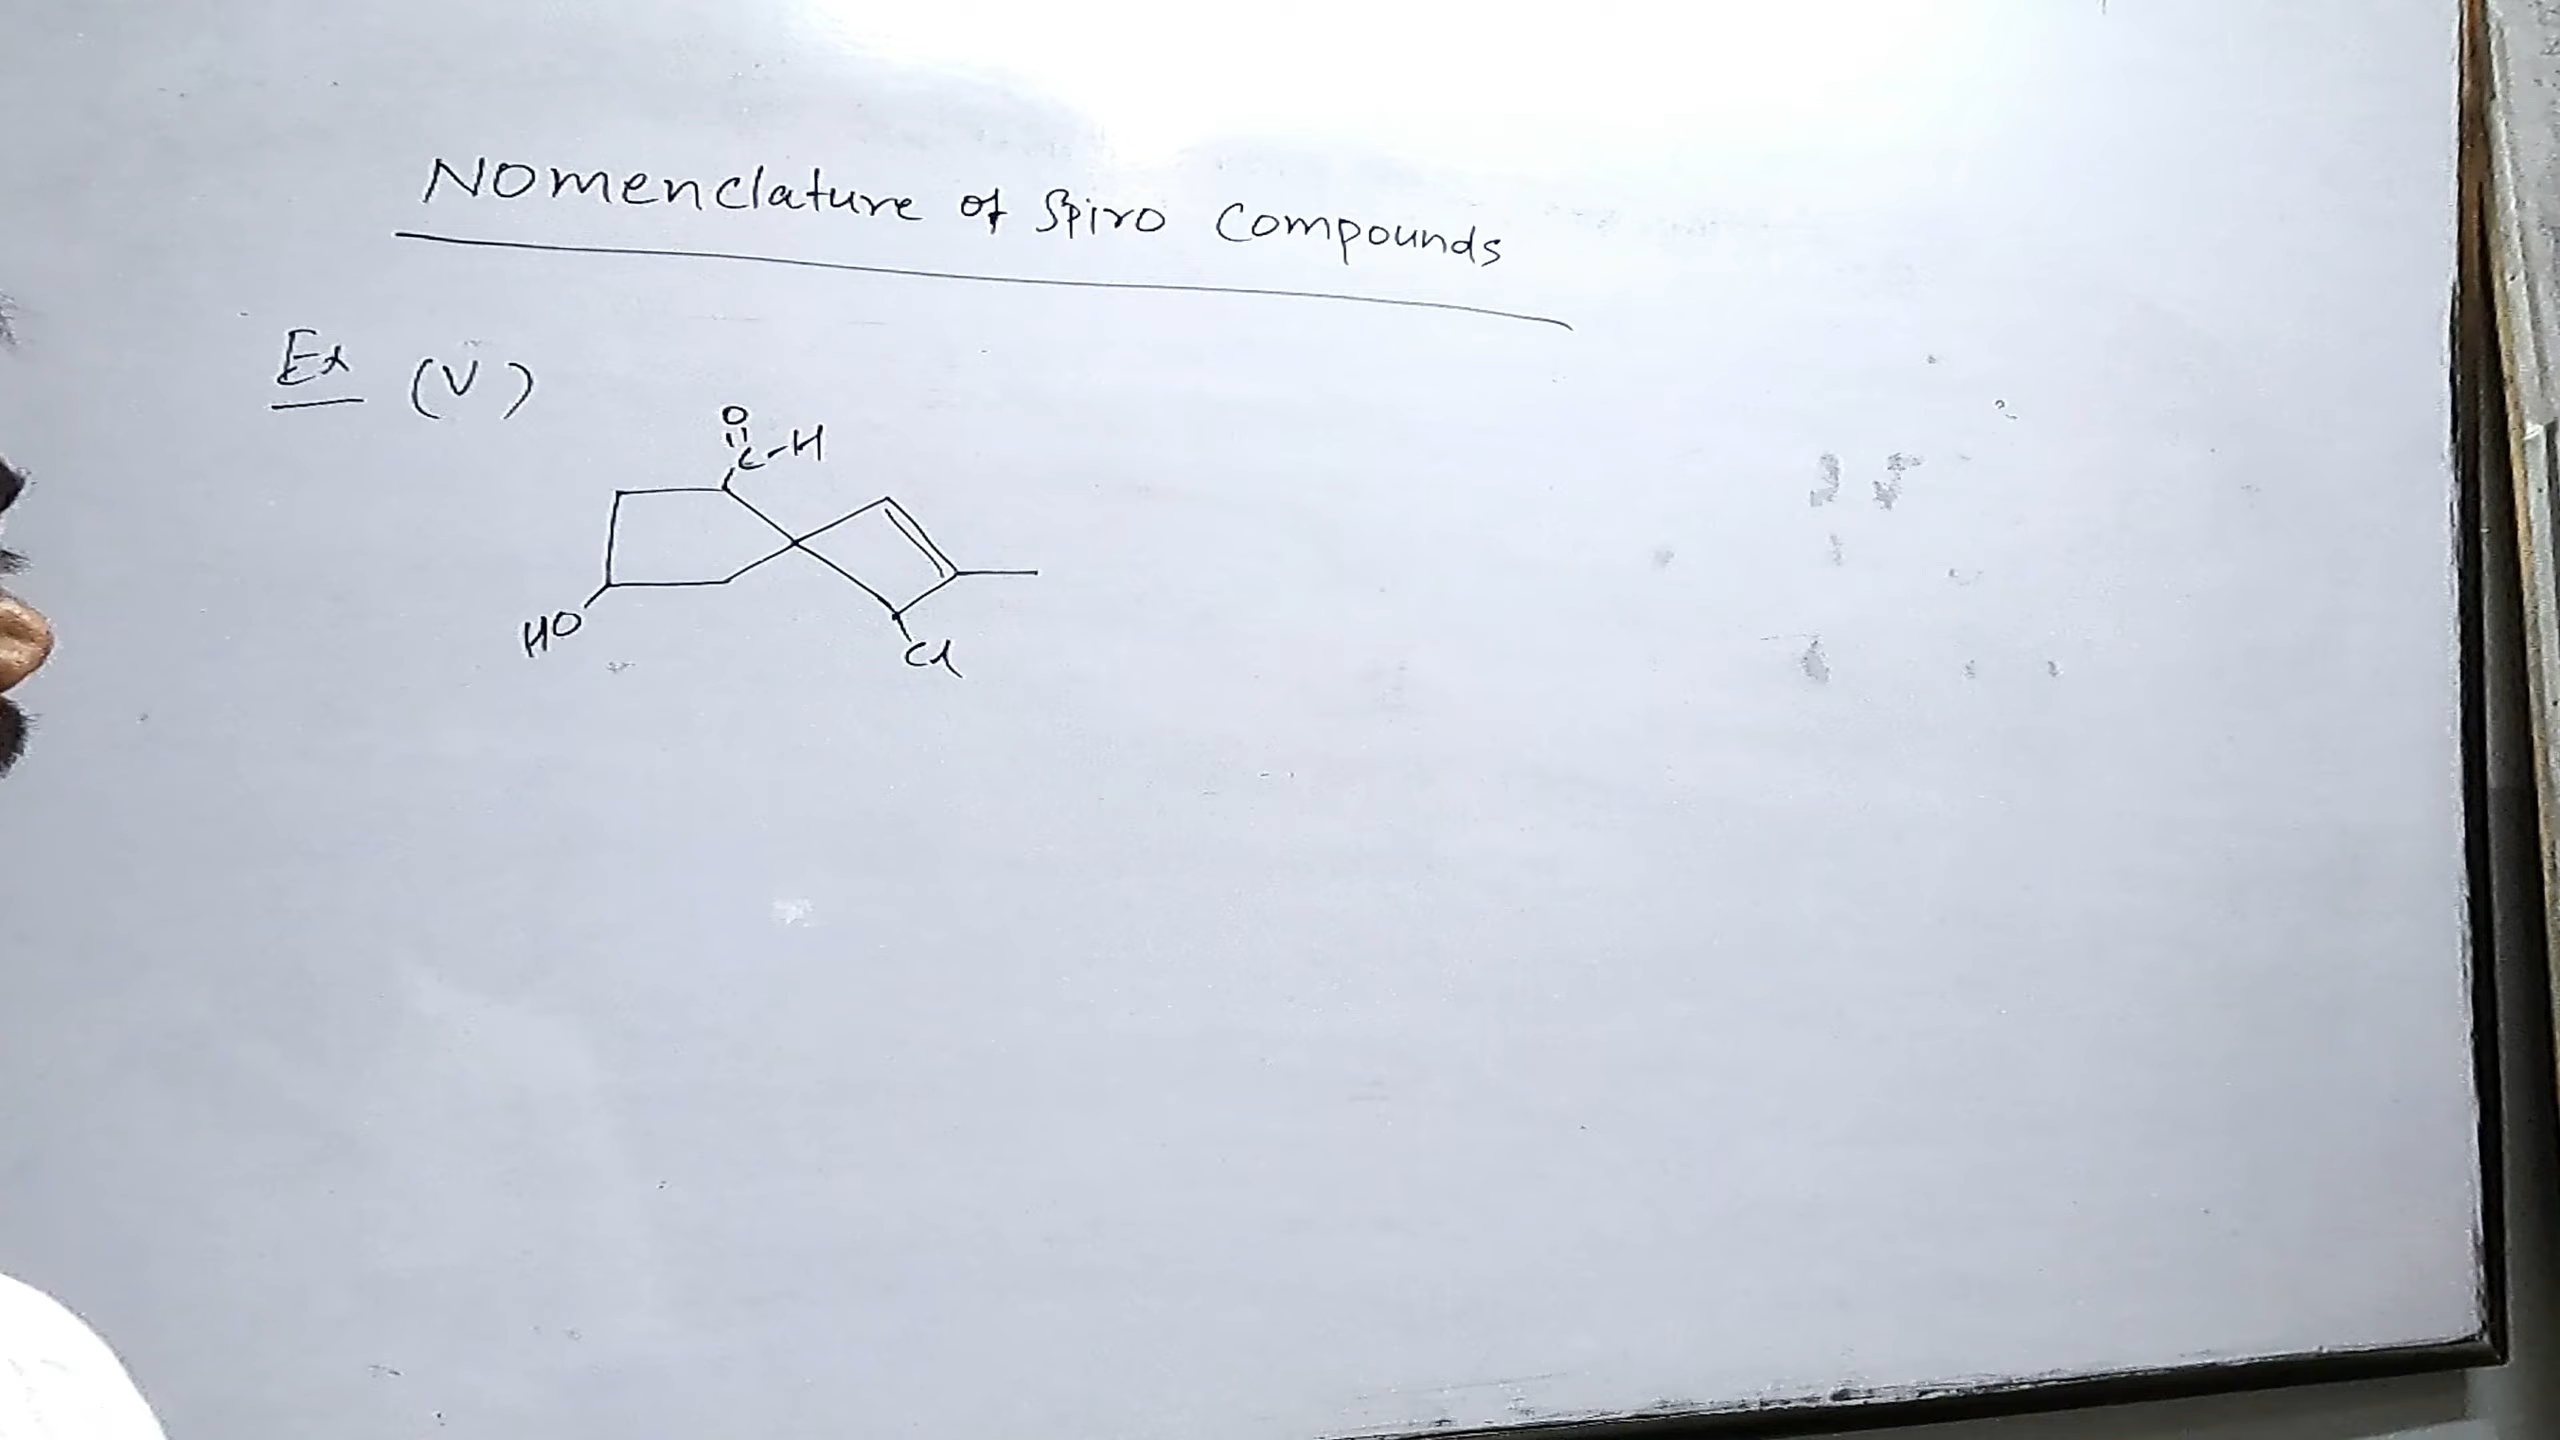 Nomenclature of Spiro Compounds
Ex (V)
O
C-H
HO
Cl